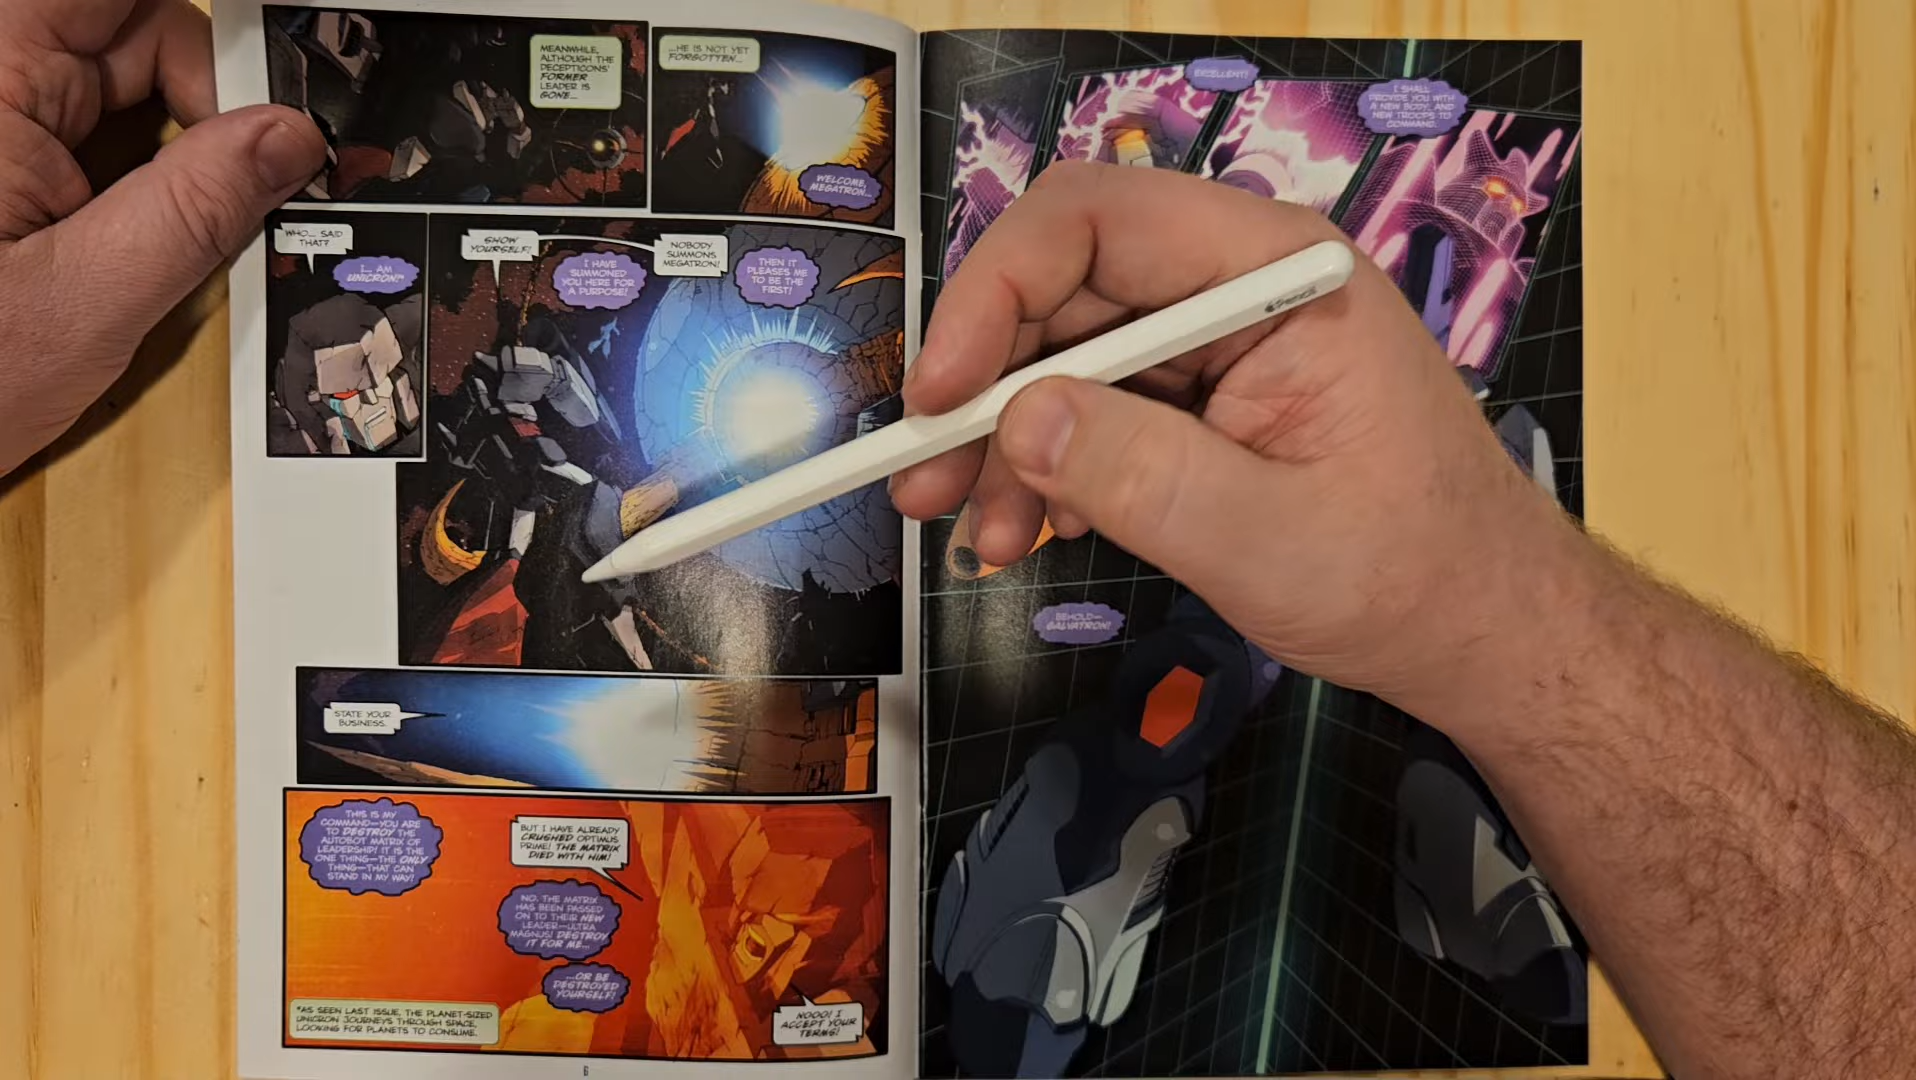 MEANWHILE,
ALTHOUGH THE
DECEPTICONS'
FORMER
LEADER IS
GONE...
...HE IS NOT YET
FORGOTTEN...
WELCOME,
MEGATRON...
WHO... SAID
THAT?
I... AM
UNICRON!*
SHOW
YOURSELF!
I HAVE
SUMMONED
YOU HERE FOR
A PURPOSE!
NOBODY
SUMMONS
MEGATRON!
THEN IT
PLEASES ME
TO BE THE
FIRST!
STATE YOUR
BUSINESS.
THIS IS MY
COMMAND—YOU ARE
TO DESTROY THE
AUTOBOT MATRIX OF
LEADERSHIP! IT IS THE
ONE THING—THE ONLY
THING—THAT CAN
STAND IN MY WAY!
BUT I HAVE ALREADY
CRUSHED OPTIMUS
PRIME! THE MATRIX
DIED WITH HIM!
NO. THE MATRIX
HAS BEEN PASSED
ON TO THEIR NEW
LEADER—ULTRA
MAGNUS! DESTROY
IT FOR ME...
...OR BE
DESTROYED
YOURSELF!
NOOO! I
ACCEPT YOUR
TERMS!
*AS SEEN LAST ISSUE, THE PLANET-SIZED
UNICRON JOURNEYS THROUGH SPACE,
LOOKING FOR PLANETS TO CONSUME.
6
EXCELLENT!
I SHALL
PROVIDE YOU WITH
A NEW BODY, AND
NEW TROOPS TO
COMMAND.
BEHOLD—
GALVATRON!
Pencil